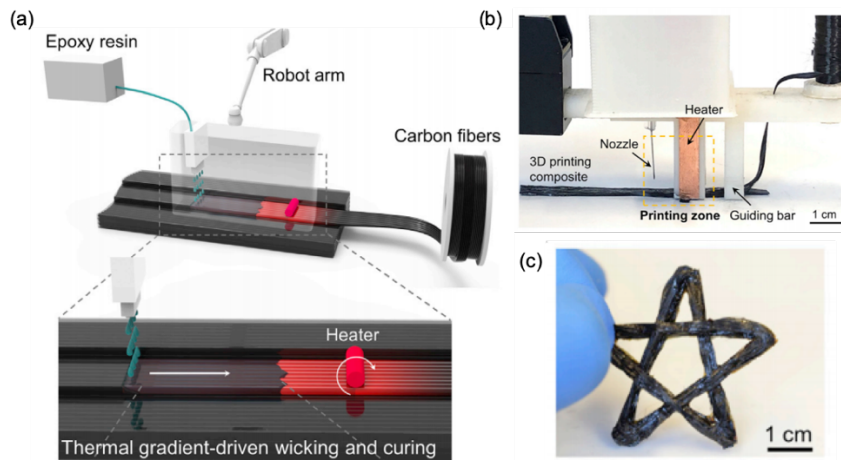 (a)
Epoxy resin
Robot arm
Carbon fibers
Heater
Thermal gradient-driven wicking and curing
(b)
Heater
Nozzle
3D printing
composite
Printing zone
Guiding bar
1 cm
(c)
1 cm